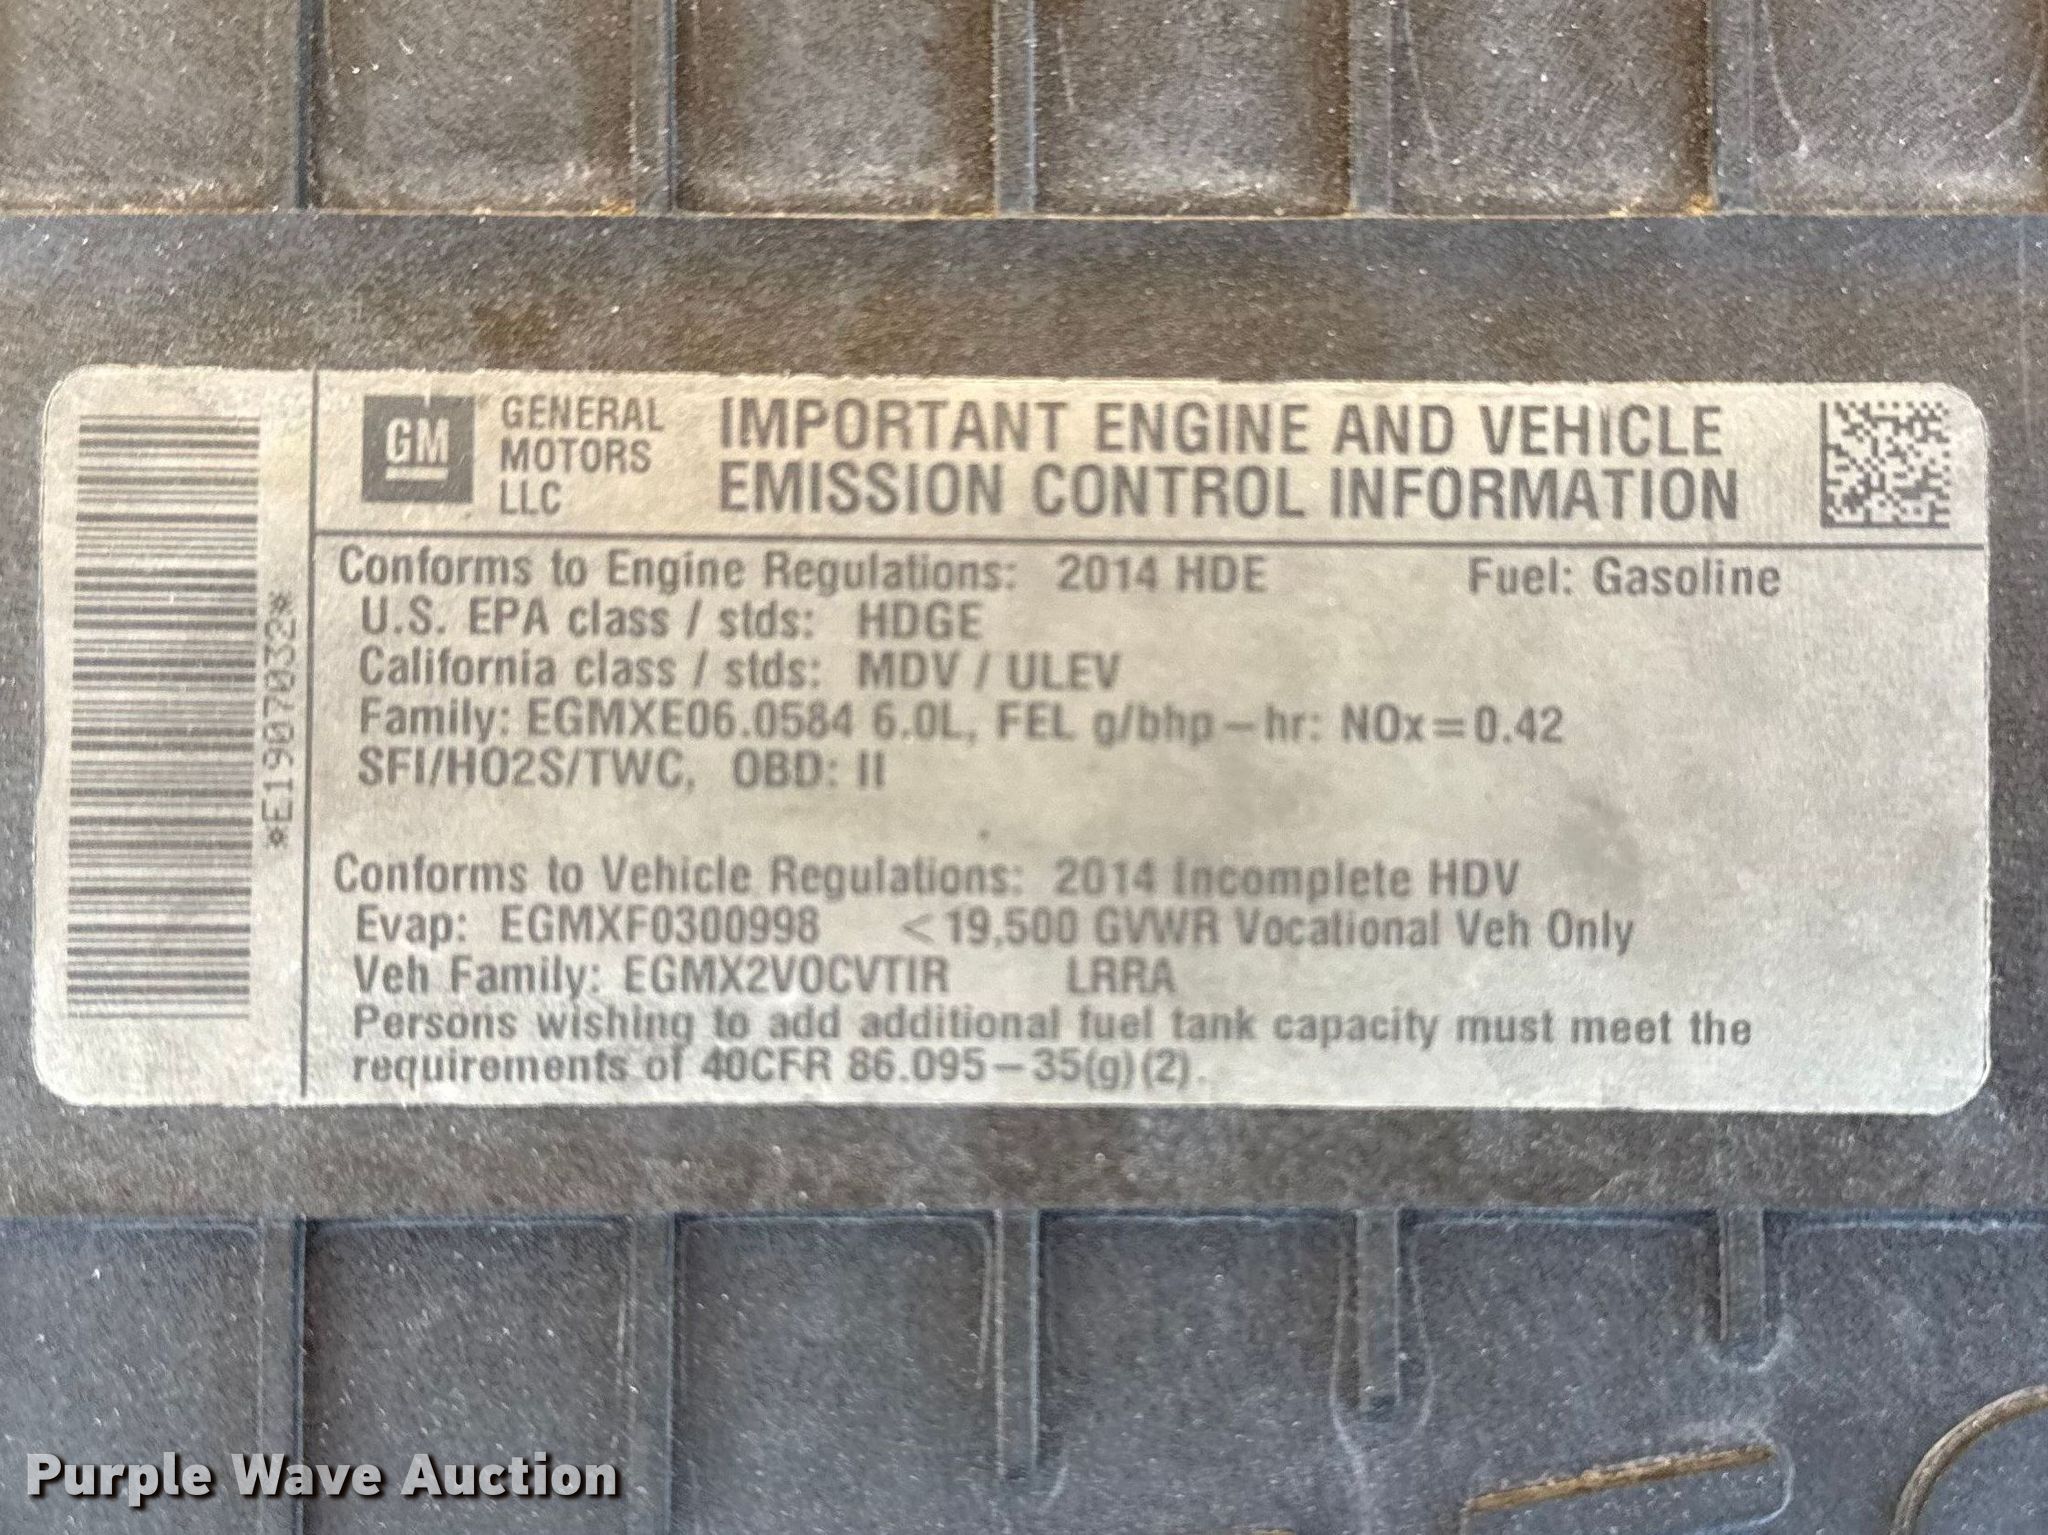 *E1907032*
GM
GENERAL
MOTORS
LLC
IMPORTANT ENGINE AND VEHICLE
EMISSION CONTROL INFORMATION
Conforms to Engine Regulations: 2014 HDE Fuel: Gasoline
U.S. EPA class / stds: HDGE
California class / stds: MDV / ULEV
Family: EGMXE06.0584 6.0L, FEL g/bhp-hr: NOx=0.42
SFI/HO2S/TWC, OBD: II
Conforms to Vehicle Regulations: 2014 Incomplete HDV
Evap: EGMXF0300998 <19,500 GVWR Vocational Veh Only
Veh Family: EGMX2VOCVTIR LRRA
Persons wishing to add additional fuel tank capacity must meet the
requirements of 40CFR 86.095-35(g)(2).
Purple Wave Auction